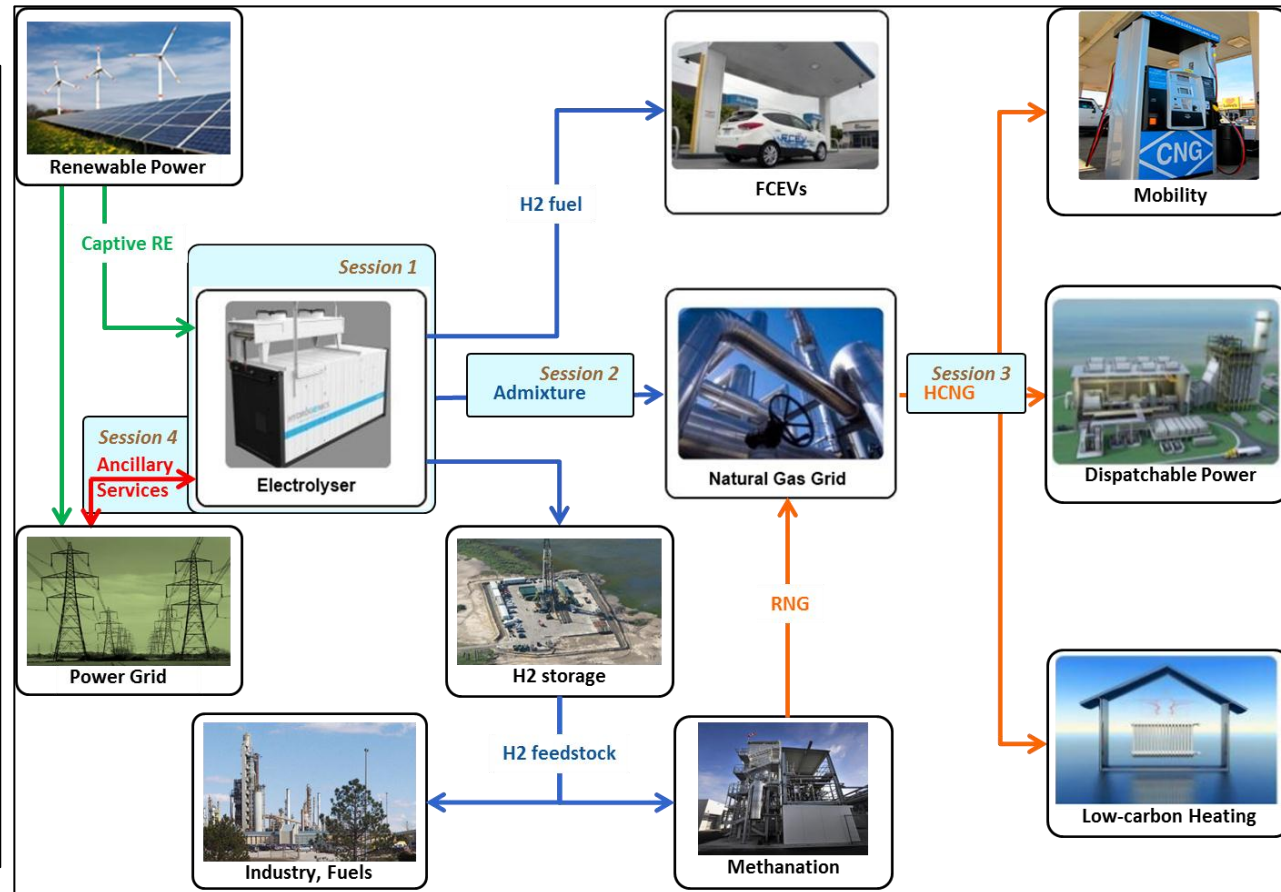 Renewable Power
Captive RE
Session 1
Electrolyser
Session 4
Ancillary
Services
Power Grid
H2 fuel
FCEVs
Session 2
Admixture
Natural Gas Grid
Session 3
HCNG
CNG
Mobility
Dispatchable Power
Low-carbon Heating
H2 storage
H2 feedstock
Industry, Fuels
Methanation
RNG